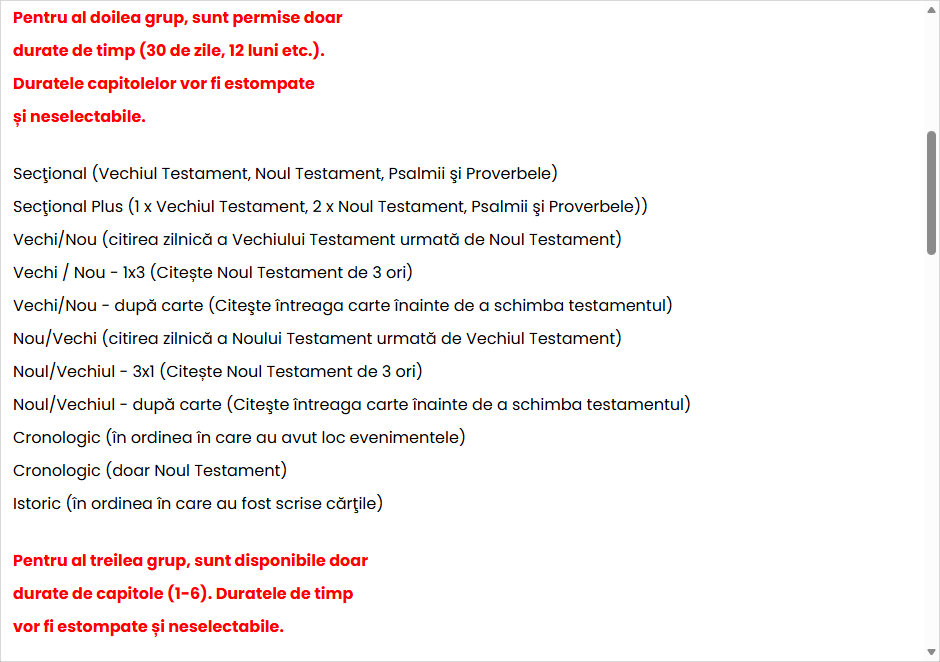 Pentru al doilea grup, sunt permise doar
durate de timp (30 de zile, 12 luni etc.).
Duratele capitolelor vor fi estompate
și neselectabile.
Secţional (Vechiul Testament, Noul Testament, Psalmii şi Proverbele)
Secţional Plus (1 x Vechiul Testament, 2 x Noul Testament, Psalmii şi Proverbele))
Vechi/Nou (citirea zilnică a Vechiului Testament urmată de Noul Testament)
Vechi / Nou - 1x3 (Citește Noul Testament de 3 ori)
Vechi/Nou - după carte (Citeşte întreaga carte înainte de a schimba testamentul)
Nou/Vechi (citirea zilnică a Noului Testament urmată de Vechiul Testament)
Noul/Vechiul - 3x1 (Citește Noul Testament de 3 ori)
Noul/Vechiul - după carte (Citeşte întreaga carte înainte de a schimba testamentul)
Cronologic (în ordinea în care au avut loc evenimentele)
Cronologic (doar Noul Testament)
Istoric (în ordinea în care au fost scrise cărţile)
Pentru al treilea grup, sunt disponibile doar
durate de capitole (1-6). Duratele de timp
vor fi estompate și neselectabile.